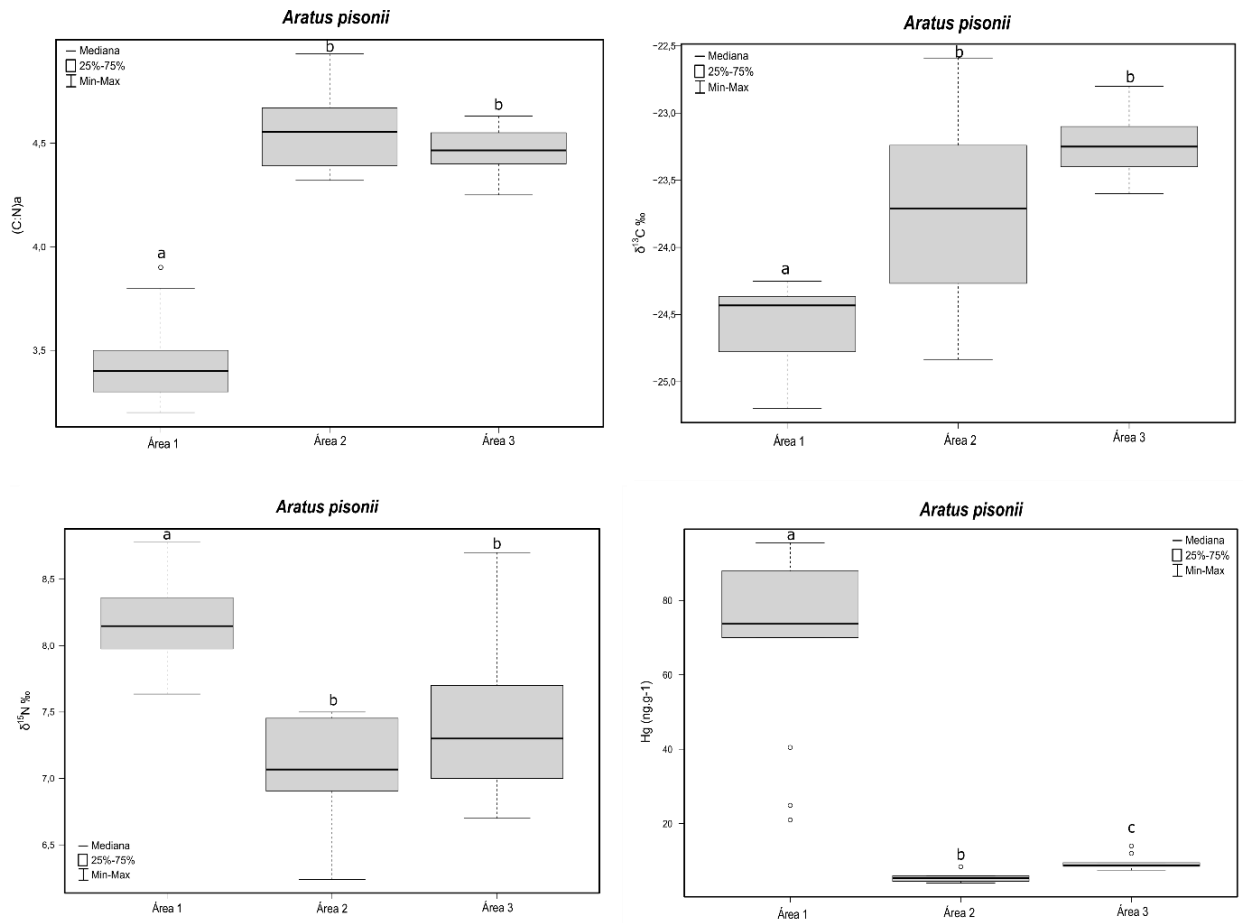 Aratus pisonii
Mediana
25%-75%
Min-Max
(C:N)a
4,5
4,0
3,5
a
b
b
Área 1
Área 2
Área 3
Aratus pisonii
Mediana
25%-75%
Min-Max
δ¹³C ‰
−22,5
−23,0
−23,5
−24,0
−24,5
−25,0
a
b
b
Área 1
Área 2
Área 3
Aratus pisonii
δ¹⁵N ‰
8,5
8,0
7,5
7,0
6,5
a
b
b
Mediana
25%-75%
Min-Max
Área 1
Área 2
Área 3
Aratus pisonii
Mediana
25%-75%
Min-Max
Hg (ng.g-1)
80
60
40
20
a
b
c
Área 1
Área 2
Área 3